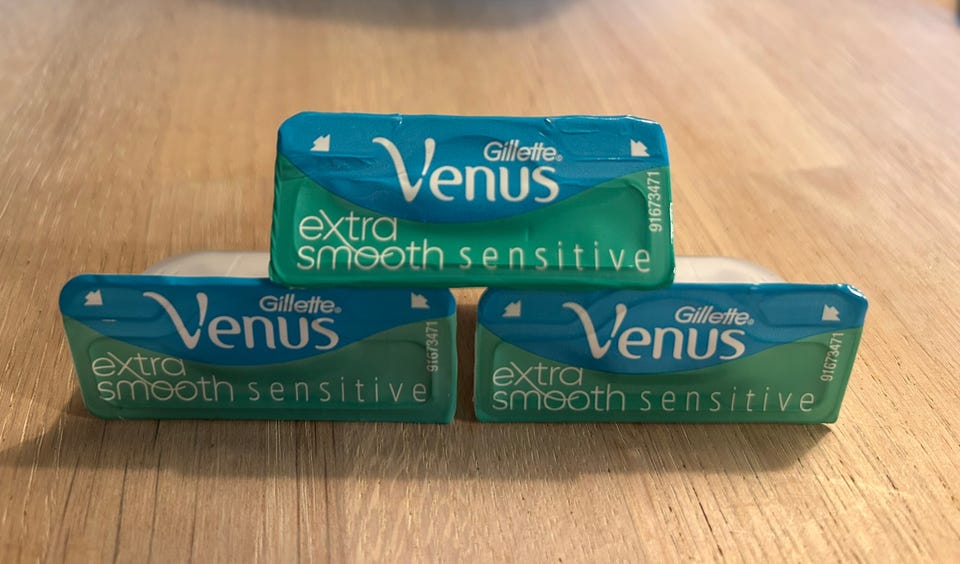 Gillette®
Venus
extra
smooth sensitive
91673471
Gillette®
Venus
extra
smooth sensitive
91673471
Gillette®
Venus
extra
smooth sensitive
91673471